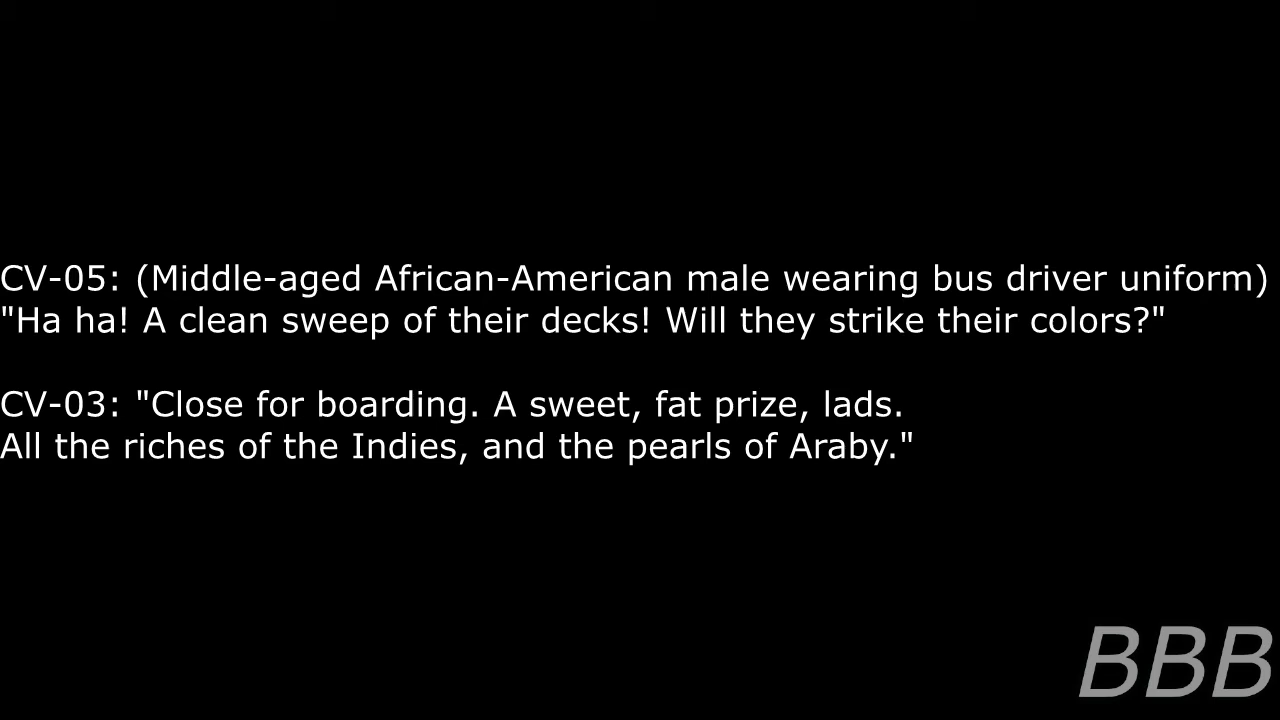 CV-05: (Middle-aged African-American male wearing bus driver uniform)
"Ha ha! A clean sweep of their decks! Will they strike their colors?"
CV-03: "Close for boarding. A sweet, fat prize, lads.
All the riches of the Indies, and the pearls of Araby."
BBB